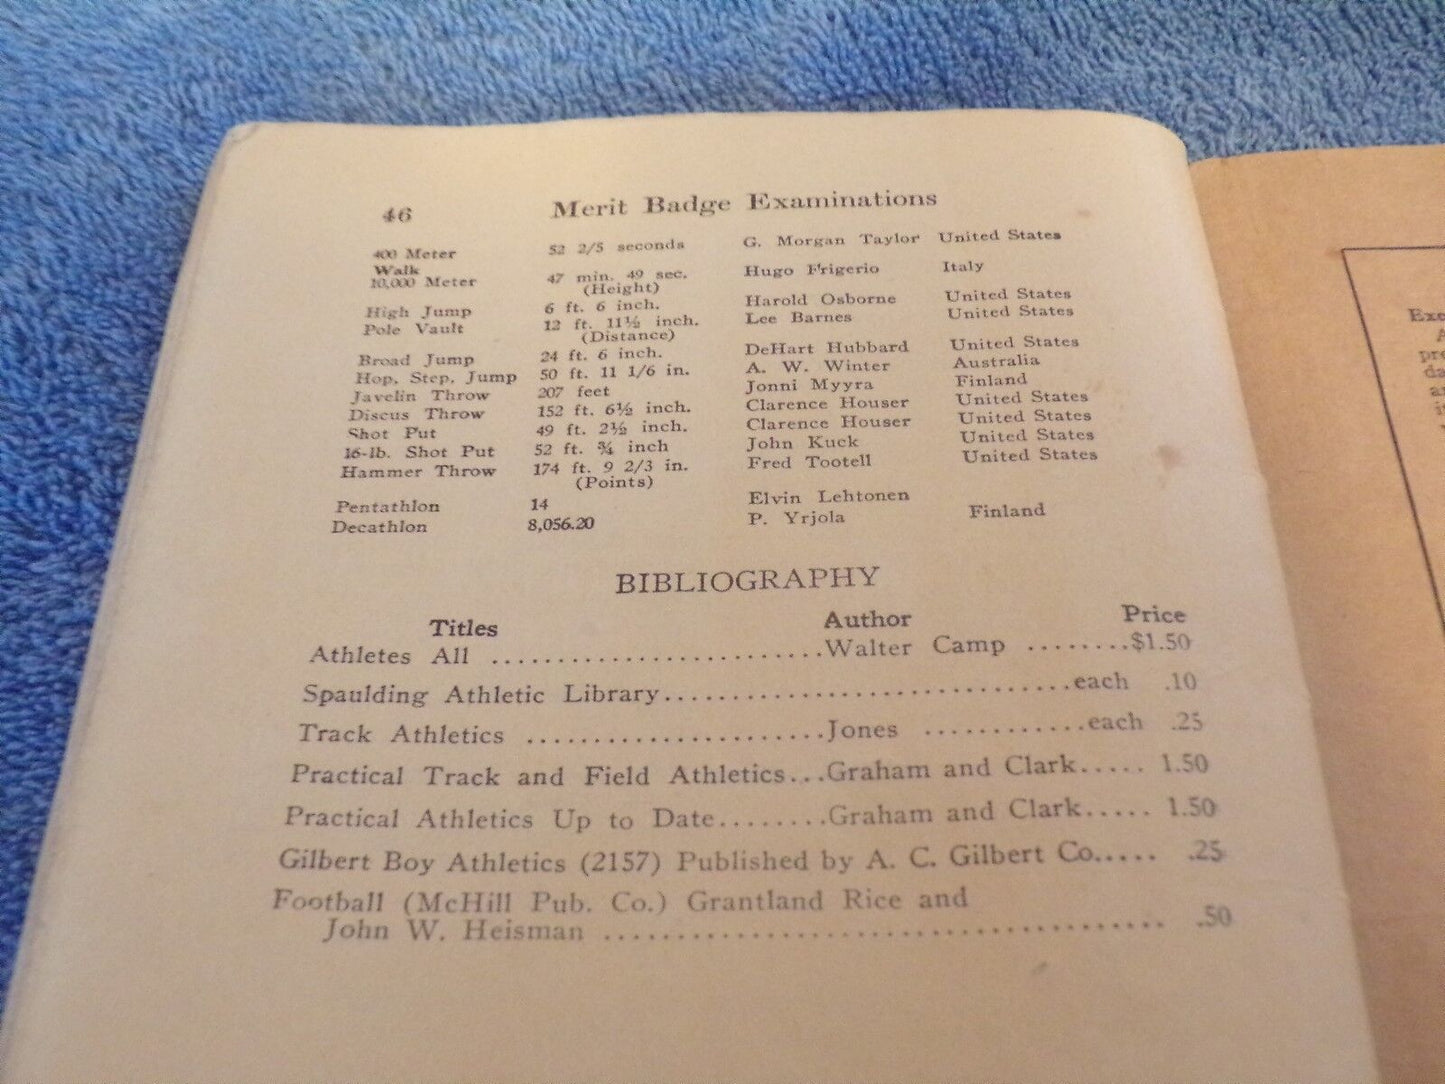 46 Merit Badge Examinations
400 Meter 52 2/5 seconds G. Morgan Taylor United States
Walk
10,000 Meter 47 min. 49 sec. Hugo Frigerio Italy
(Height)
High Jump 6 ft. 6 inch. Harold Osborne United States
Pole Vault 12 ft. 11½ inch. Lee Barnes United States
(Distance)
Broad Jump 24 ft. 6 inch. DeHart Hubbard United States
Hop, Step, Jump 50 ft. 11 1/6 in. A. W. Winter Australia
Javelin Throw 207 feet Jonni Myyra Finland
Discus Throw 152 ft. 6½ inch. Clarence Houser United States
Shot Put 49 ft. 2½ inch. Clarence Houser United States
16-lb. Shot Put 52 ft. ¾ inch John Kuck United States
Hammer Throw 174 ft. 9 2/3 in. Fred Tootell United States
(Points)
Pentathlon 14 Elvin Lehtonen
Decathlon 8,056.20 P. Yrjola Finland
BIBLIOGRAPHY
Titles Author Price
Athletes All .........................Walter Camp ........$1.50
Spaulding Athletic Library...............................each .10
Track Athletics .......................Jones ............each .25
Practical Track and Field Athletics...Graham and Clark..... 1.50
Practical Athletics Up to Date........Graham and Clark..... 1.50
Gilbert Boy Athletics (2157) Published by A. C. Gilbert Co..... .25
Football (McHill Pub. Co.) Grantland Rice and
John W. Heisman .......................................... .50